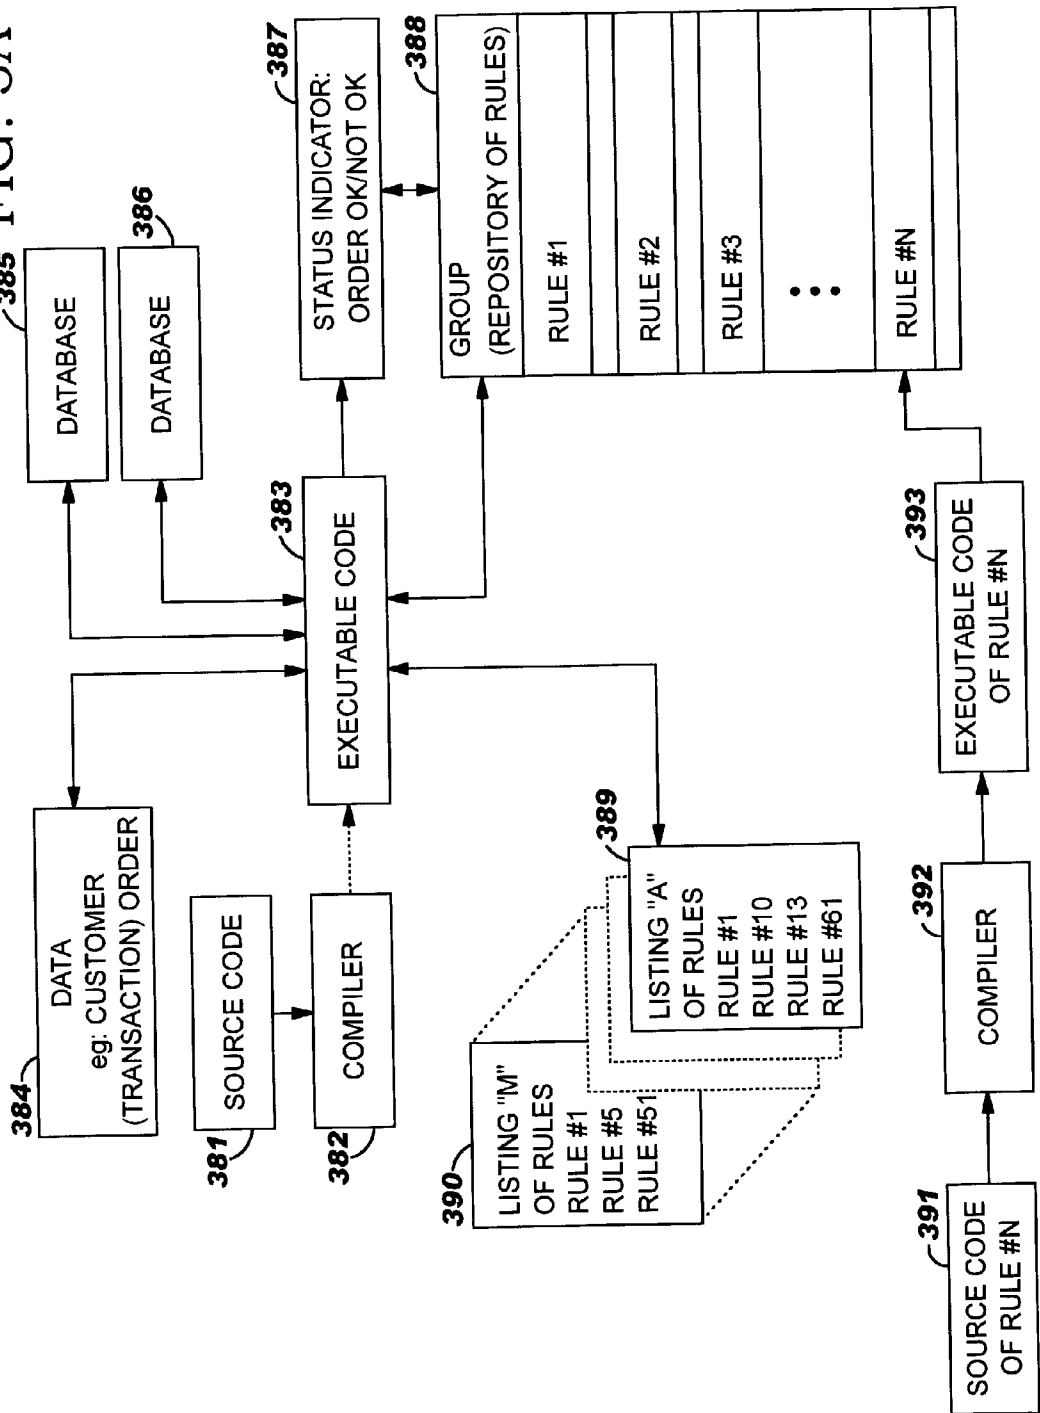 FIG. 3A
384
DATA
eg: CUSTOMER
(TRANSACTION) ORDER
385
DATABASE
386
DATABASE
381
SOURCE CODE
382
COMPILER
383
EXECUTABLE CODE
387
STATUS INDICATOR:
ORDER OK/NOT OK
388
GROUP
(REPOSITORY OF RULES)
RULE #1
RULE #2
RULE #3
•••
RULE #N
390
LISTING "M"
OF RULES
RULE #1
RULE #5
RULE #51
389
LISTING "A"
OF RULES
RULE #1
RULE #10
RULE #13
RULE #61
391
SOURCE CODE
OF RULE #N
392
COMPILER
393
EXECUTABLE CODE
OF RULE #N